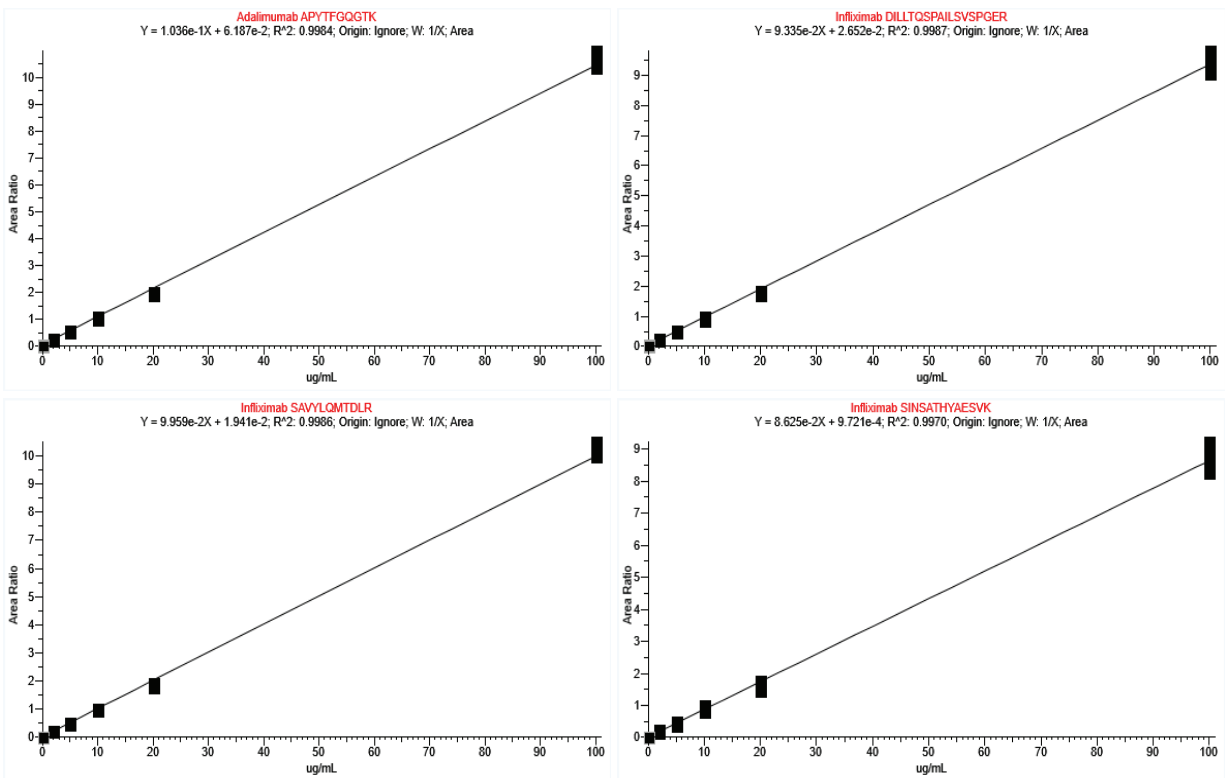 Adalimumab APYTFGQGTK
Y = 1.036e-1X + 6.187e-2; R^2: 0.9984; Origin: Ignore; W: 1/X; Area
10
9
8
7
6
5
4
3
2
1
0
Area Ratio
0 10 20 30 40 50 60 70 80 90 100
ug/mL
Infliximab DILLTQSPAILSVSPGER
Y = 9.335e-2X + 2.652e-2; R^2: 0.9987; Origin: Ignore; W: 1/X; Area
9
8
7
6
5
4
3
2
1
0
Area Ratio
0 10 20 30 40 50 60 70 80 90 100
ug/mL
Infliximab SAVYLQMTDLR
Y = 9.959e-2X + 1.941e-2; R^2: 0.9986; Origin: Ignore; W: 1/X; Area
10
9
8
7
6
5
4
3
2
1
0
Area Ratio
0 10 20 30 40 50 60 70 80 90 100
ug/mL
Infliximab SINSATHYAESVK
Y = 8.625e-2X + 9.721e-4; R^2: 0.9970; Origin: Ignore; W: 1/X; Area
9
8
7
6
5
4
3
2
1
0
Area Ratio
0 10 20 30 40 50 60 70 80 90 100
ug/mL